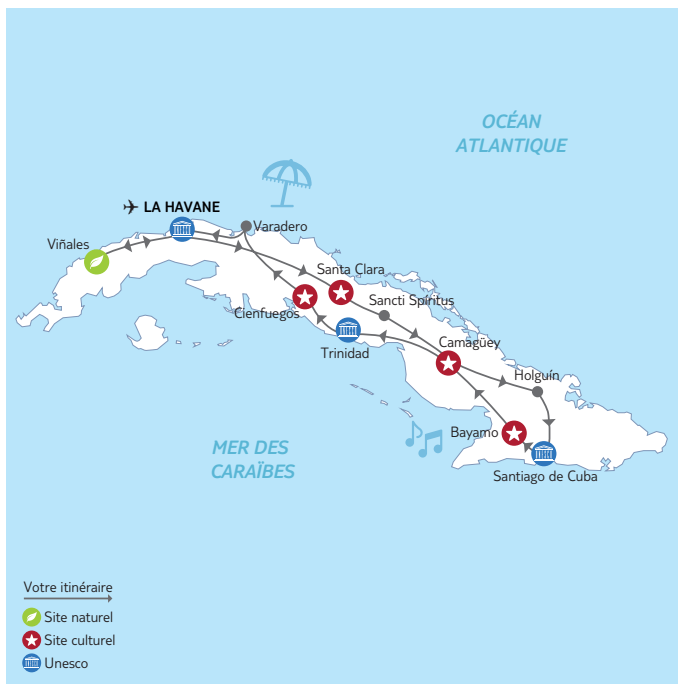 OCÉAN
ATLANTIQUE
LA HAVANE
Varadero
Viñales
Santa Clara
Sancti Spíritus
Cienfuegos
Trinidad
Camagüey
Holguín
Bayamo
MER DES
CARAÏBES
Santiago de Cuba
Votre itinéraire
Site naturel
Site culturel
Unesco